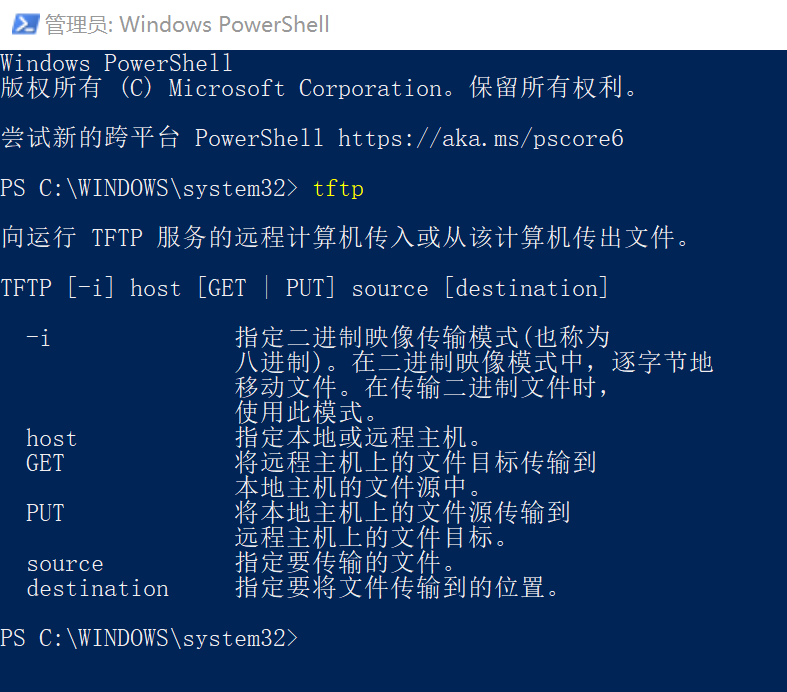 管理员: Windows PowerShell
Windows PowerShell
版权所有 (C) Microsoft Corporation。保留所有权利。
尝试新的跨平台 PowerShell https://aka.ms/pscore6
PS C:\WINDOWS\system32> tftp
向运行 TFTP 服务的远程计算机传入或从该计算机传出文件。
TFTP [-i] host [GET | PUT] source [destination]
-i 指定二进制映像传输模式(也称为
八进制)。在二进制映像模式中，逐字节地
移动文件。在传输二进制文件时，
使用此模式。
host 指定本地或远程主机。
GET 将远程主机上的文件目标传输到
本地主机的文件源中。
PUT 将本地主机上的文件源传输到
远程主机上的文件目标。
source 指定要传输的文件。
destination 指定要将文件传输到的位置。
PS C:\WINDOWS\system32>